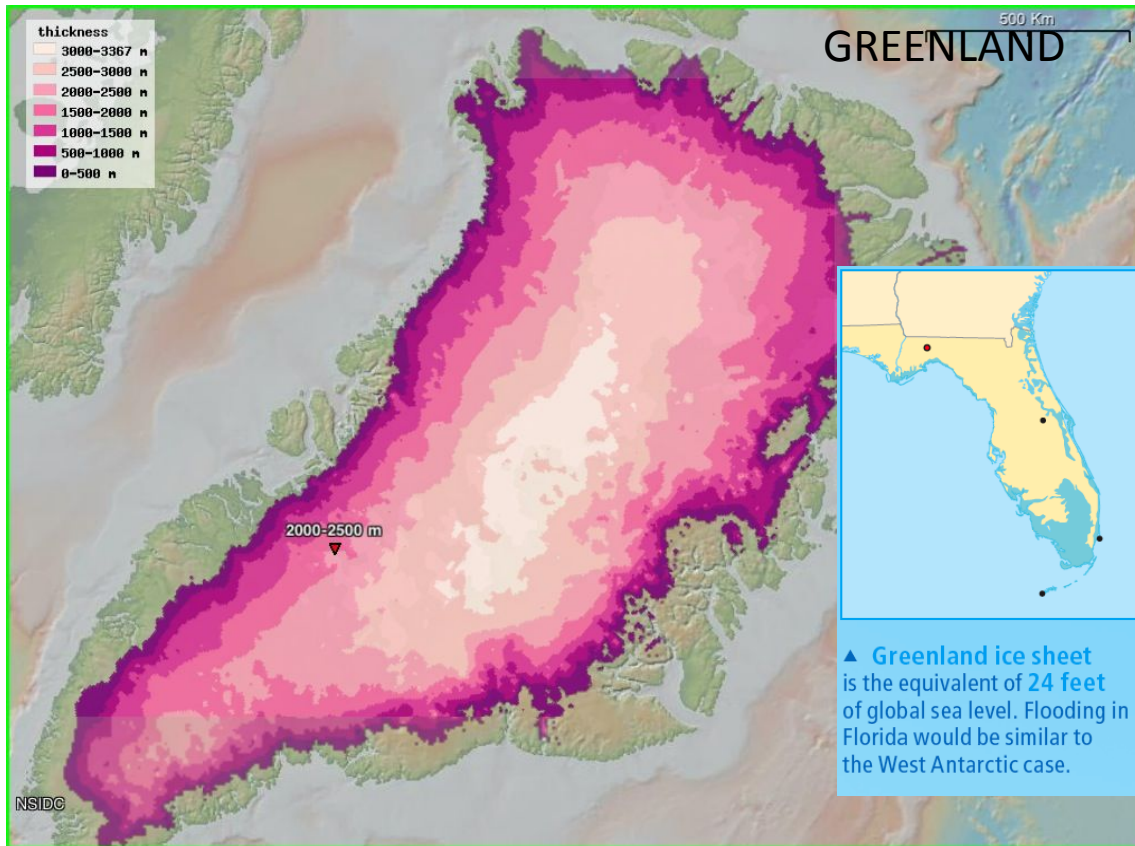 thickness
3000-3367 m
2500-3000 m
2000-2500 m
1500-2000 m
1000-1500 m
500-1000 m
0-500 m
500 Km
GREENLAND
2000-2500 m
NSIDC
▲ Greenland ice sheet
is the equivalent of 24 feet
of global sea level. Flooding in
Florida would be similar to
the West Antarctic case.